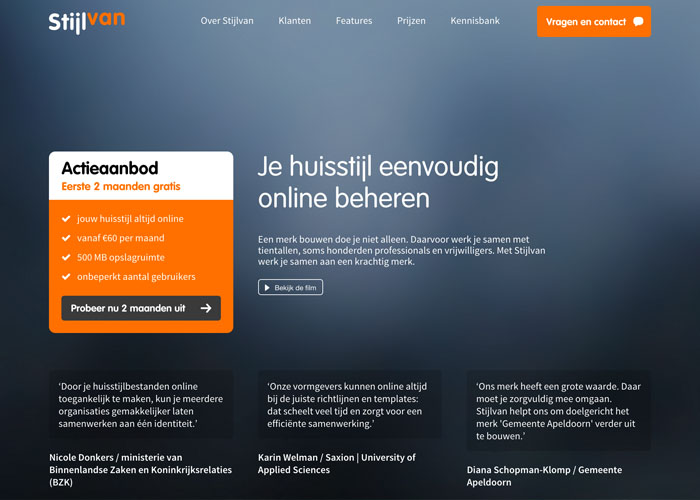 Stijlvan
Over Stijlvan
Klanten
Features
Prijzen
Kennisbank
Vragen en contact
Actieaanbod
Eerste 2 maanden gratis
jouw huisstijl altijd online
vanaf €60 per maand
500 MB opslagruimte
onbeperkt aantal gebruikers
Probeer nu 2 maanden uit
Je huisstijl eenvoudig
online beheren
Een merk bouwen doe je niet alleen. Daarvoor werk je samen met
tientallen, soms honderden professionals en vrijwilligers. Met Stijlvan
werk je samen aan een krachtig merk.
Bekijk de film
‘Door je huisstijlbestanden online
toegankelijk te maken, kun je meerdere
organisaties gemakkelijker laten
samenwerken aan één identiteit.’
Nicole Donkers / ministerie van
Binnenlandse Zaken en Koninkrijksrelaties
(BZK)
‘Onze vormgevers kunnen online altijd
bij de juiste richtlijnen en templates:
dat scheelt veel tijd en zorgt voor een
efficiënte samenwerking.’
Karin Welman / Saxion | University of
Applied Sciences
‘Ons merk heeft een grote waarde. Daar
moet je zorgvuldig mee omgaan.
Stijlvan helpt ons om doelgericht het
merk 'Gemeente Apeldoorn' verder uit
te bouwen.’
Diana Schopman-Klomp / Gemeente
Apeldoorn